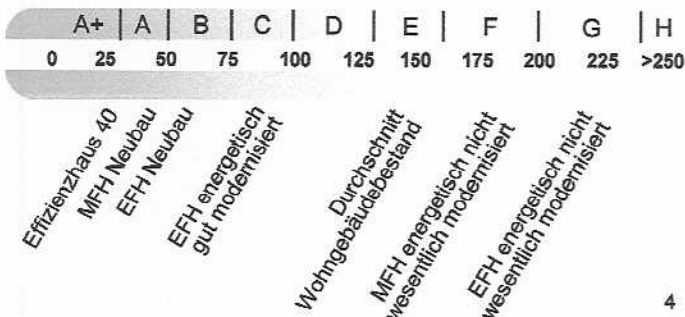 A+ A B C D E F G H
0 25 50 75 100 125 150 175 200 225 >250
Effizienzhaus 40
MFH Neubau
EFH Neubau
EFH energetisch
gut modernisiert
Durchschnitt
Wohngebäudebestand
MFH energetisch nicht
wesentlich modernisiert
EFH energetisch nicht
wesentlich modernisiert
4